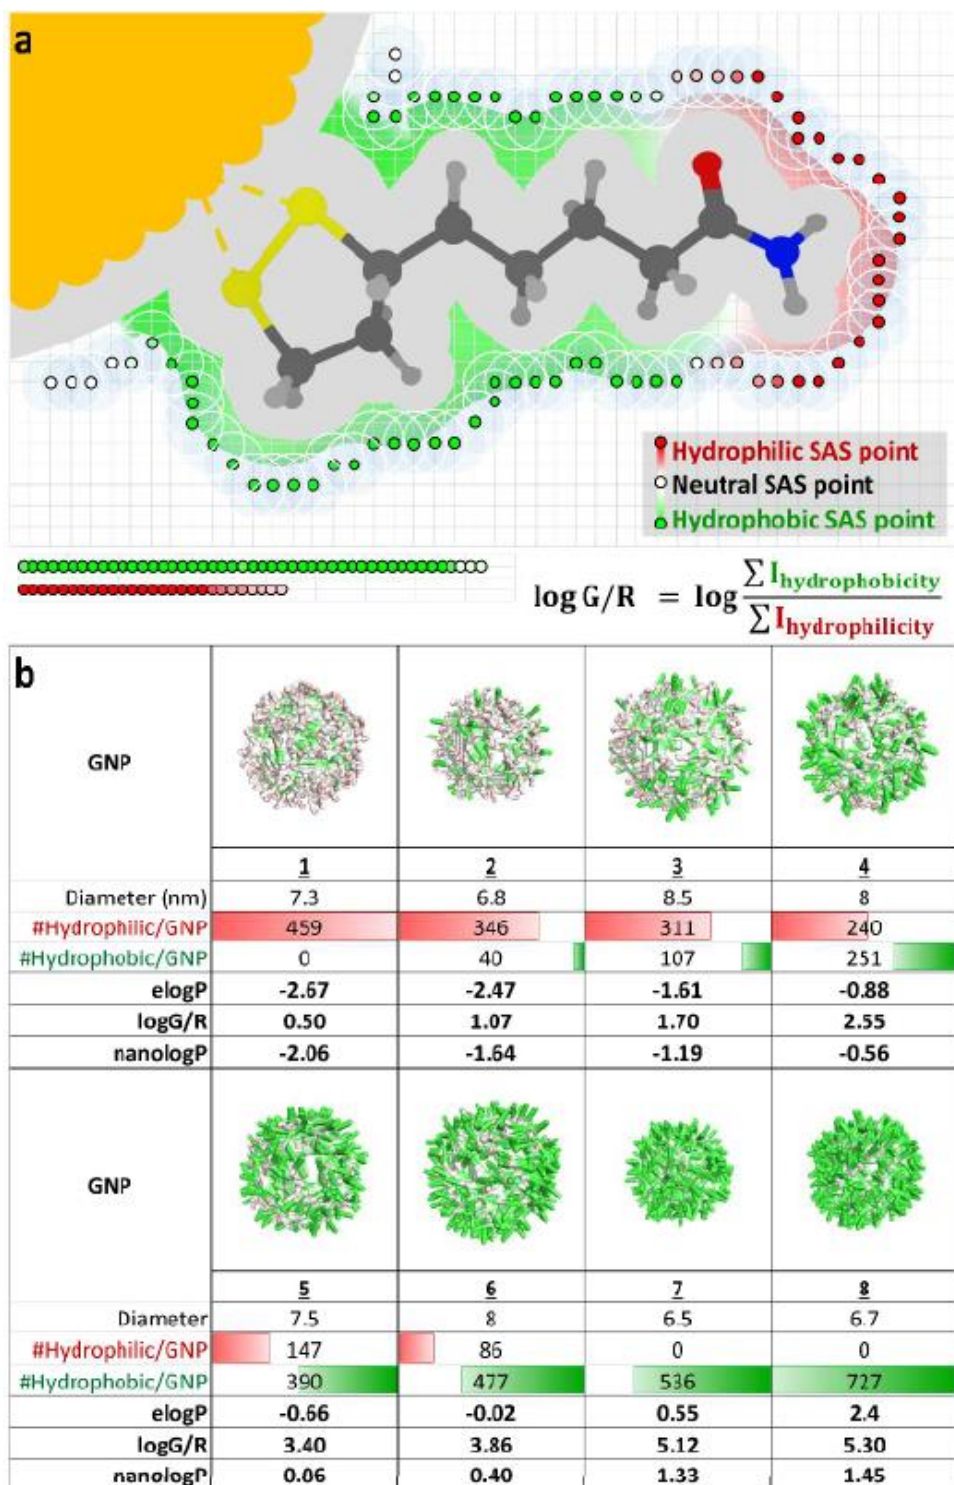 a
Hydrophilic SAS point
Neutral SAS point
Hydrophobic SAS point
log G/R = log ∑ I hydrophobicity / ∑ I hydrophilicity
b
GNP
1 2 3 4
Diameter (nm) 7.3 6.8 8.5 8
#Hydrophilic/GNP 459 346 311 240
#Hydrophobic/GNP 0 40 107 251
elogP -2.67 -2.47 -1.61 -0.88
logG/R 0.50 1.07 1.70 2.55
nanologP -2.06 -1.64 -1.19 -0.56
GNP
5 6 7 8
Diameter 7.5 8 6.5 6.7
#Hydrophilic/GNP 147 86 0 0
#Hydrophobic/GNP 390 477 536 727
elogP -0.66 -0.02 0.55 2.4
logG/R 3.40 3.86 5.12 5.30
nanologP 0.06 0.40 1.33 1.45